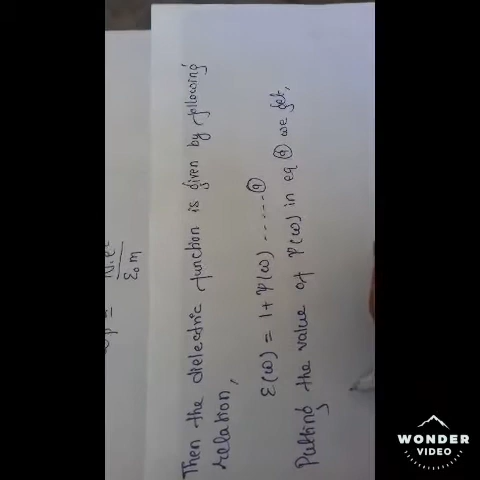 Then the dielectric function is given by following
relation,
ε(ω) = 1 + P(ω) ------ ⑨
Putting the value of P(ω) in eq ⑨ we get,
ε₀ m
WONDER
VIDEO